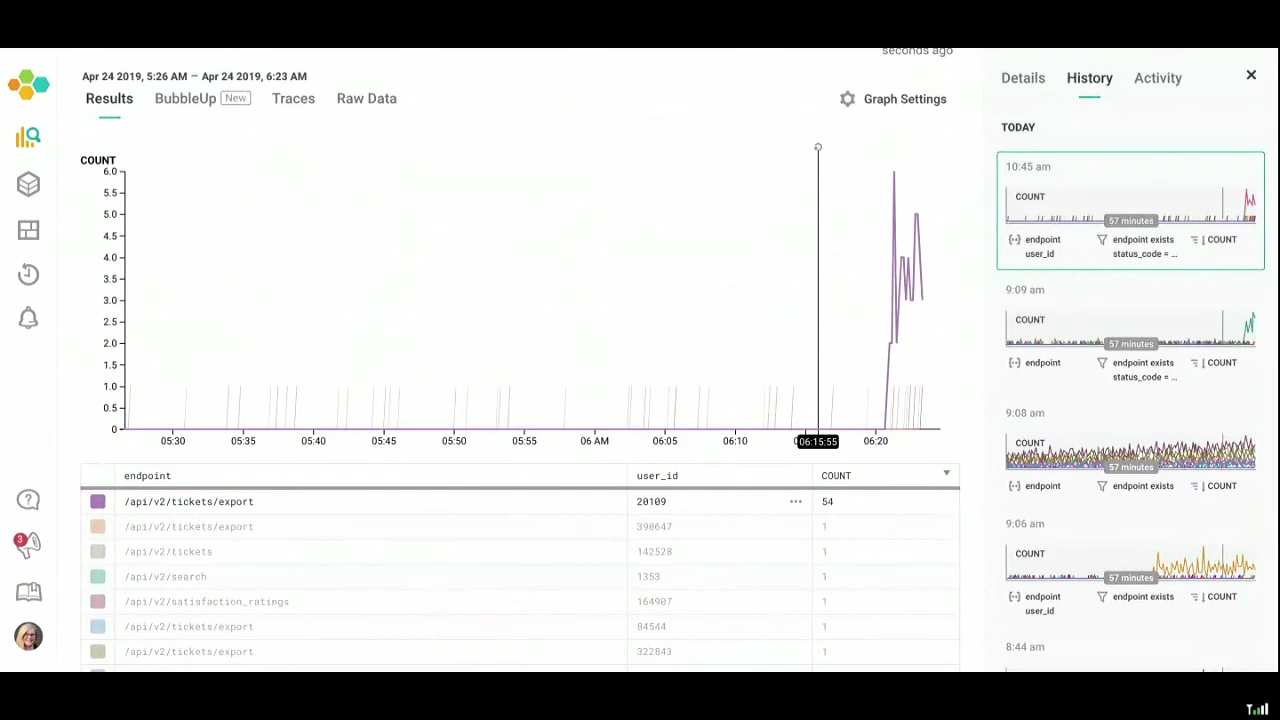 seconds ago
Apr 24 2019, 5:26 AM — Apr 24 2019, 6:23 AM
Results BubbleUp New Traces Raw Data Graph Settings
COUNT
6.0
5.5
5.0
4.5
4.0
3.5
3.0
2.5
2.0
1.5
1.0
0.5
0
05:30 05:35 05:40 05:45 05:50 05:55 06 AM 06:05 06:10 06:15:55 06:20
endpoint user_id COUNT
/api/v2/tickets/export 20109 ••• 54
/api/v2/tickets/export 390647 1
/api/v2/tickets 142528 1
/api/v2/search 1353 1
/api/v2/satisfaction_ratings 164907 1
/api/v2/tickets/export 84544 1
/api/v2/tickets/export 322843 1
3
Details History Activity
TODAY
10:45 am
COUNT
57 minutes
endpoint endpoint exists COUNT
user_id status_code = ...
9:09 am
COUNT
57 minutes
endpoint endpoint exists COUNT
status_code = ...
9:08 am
COUNT
57 minutes
endpoint endpoint exists COUNT
9:06 am
COUNT
57 minutes
endpoint endpoint exists COUNT
user_id
8:44 am